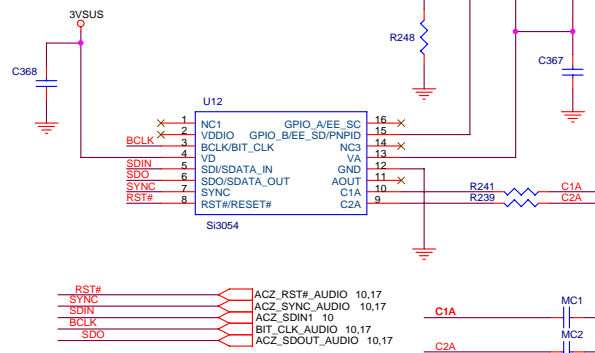 3VSUS
R248
C368
C367
U12
1 NC1 GPIO_A/EE_SC 16
2 VDDIO GPIO_B/EE_SD/PNPID 15
BCLK 3 BCLK/BIT_CLK NC3 14
4 VD VA 13
SDIN 5 SDI/SDATA_IN GND 12
SDO 6 SDO/SDATA_OUT AOUT 11
SYNC 7 SYNC C1A 10 R241 C1A
RST# 8 RST#/RESET# C2A 9 R239 C2A
Si3054
RST# ACZ_RST#_AUDIO 10,17
SYNC ACZ_SYNC_AUDIO 10,17
SDIN ACZ_SDIN1 10
BCLK BIT_CLK_AUDIO 10,17
SDO ACZ_SDOUT_AUDIO 10,17
C1A MC1
C2A MC2